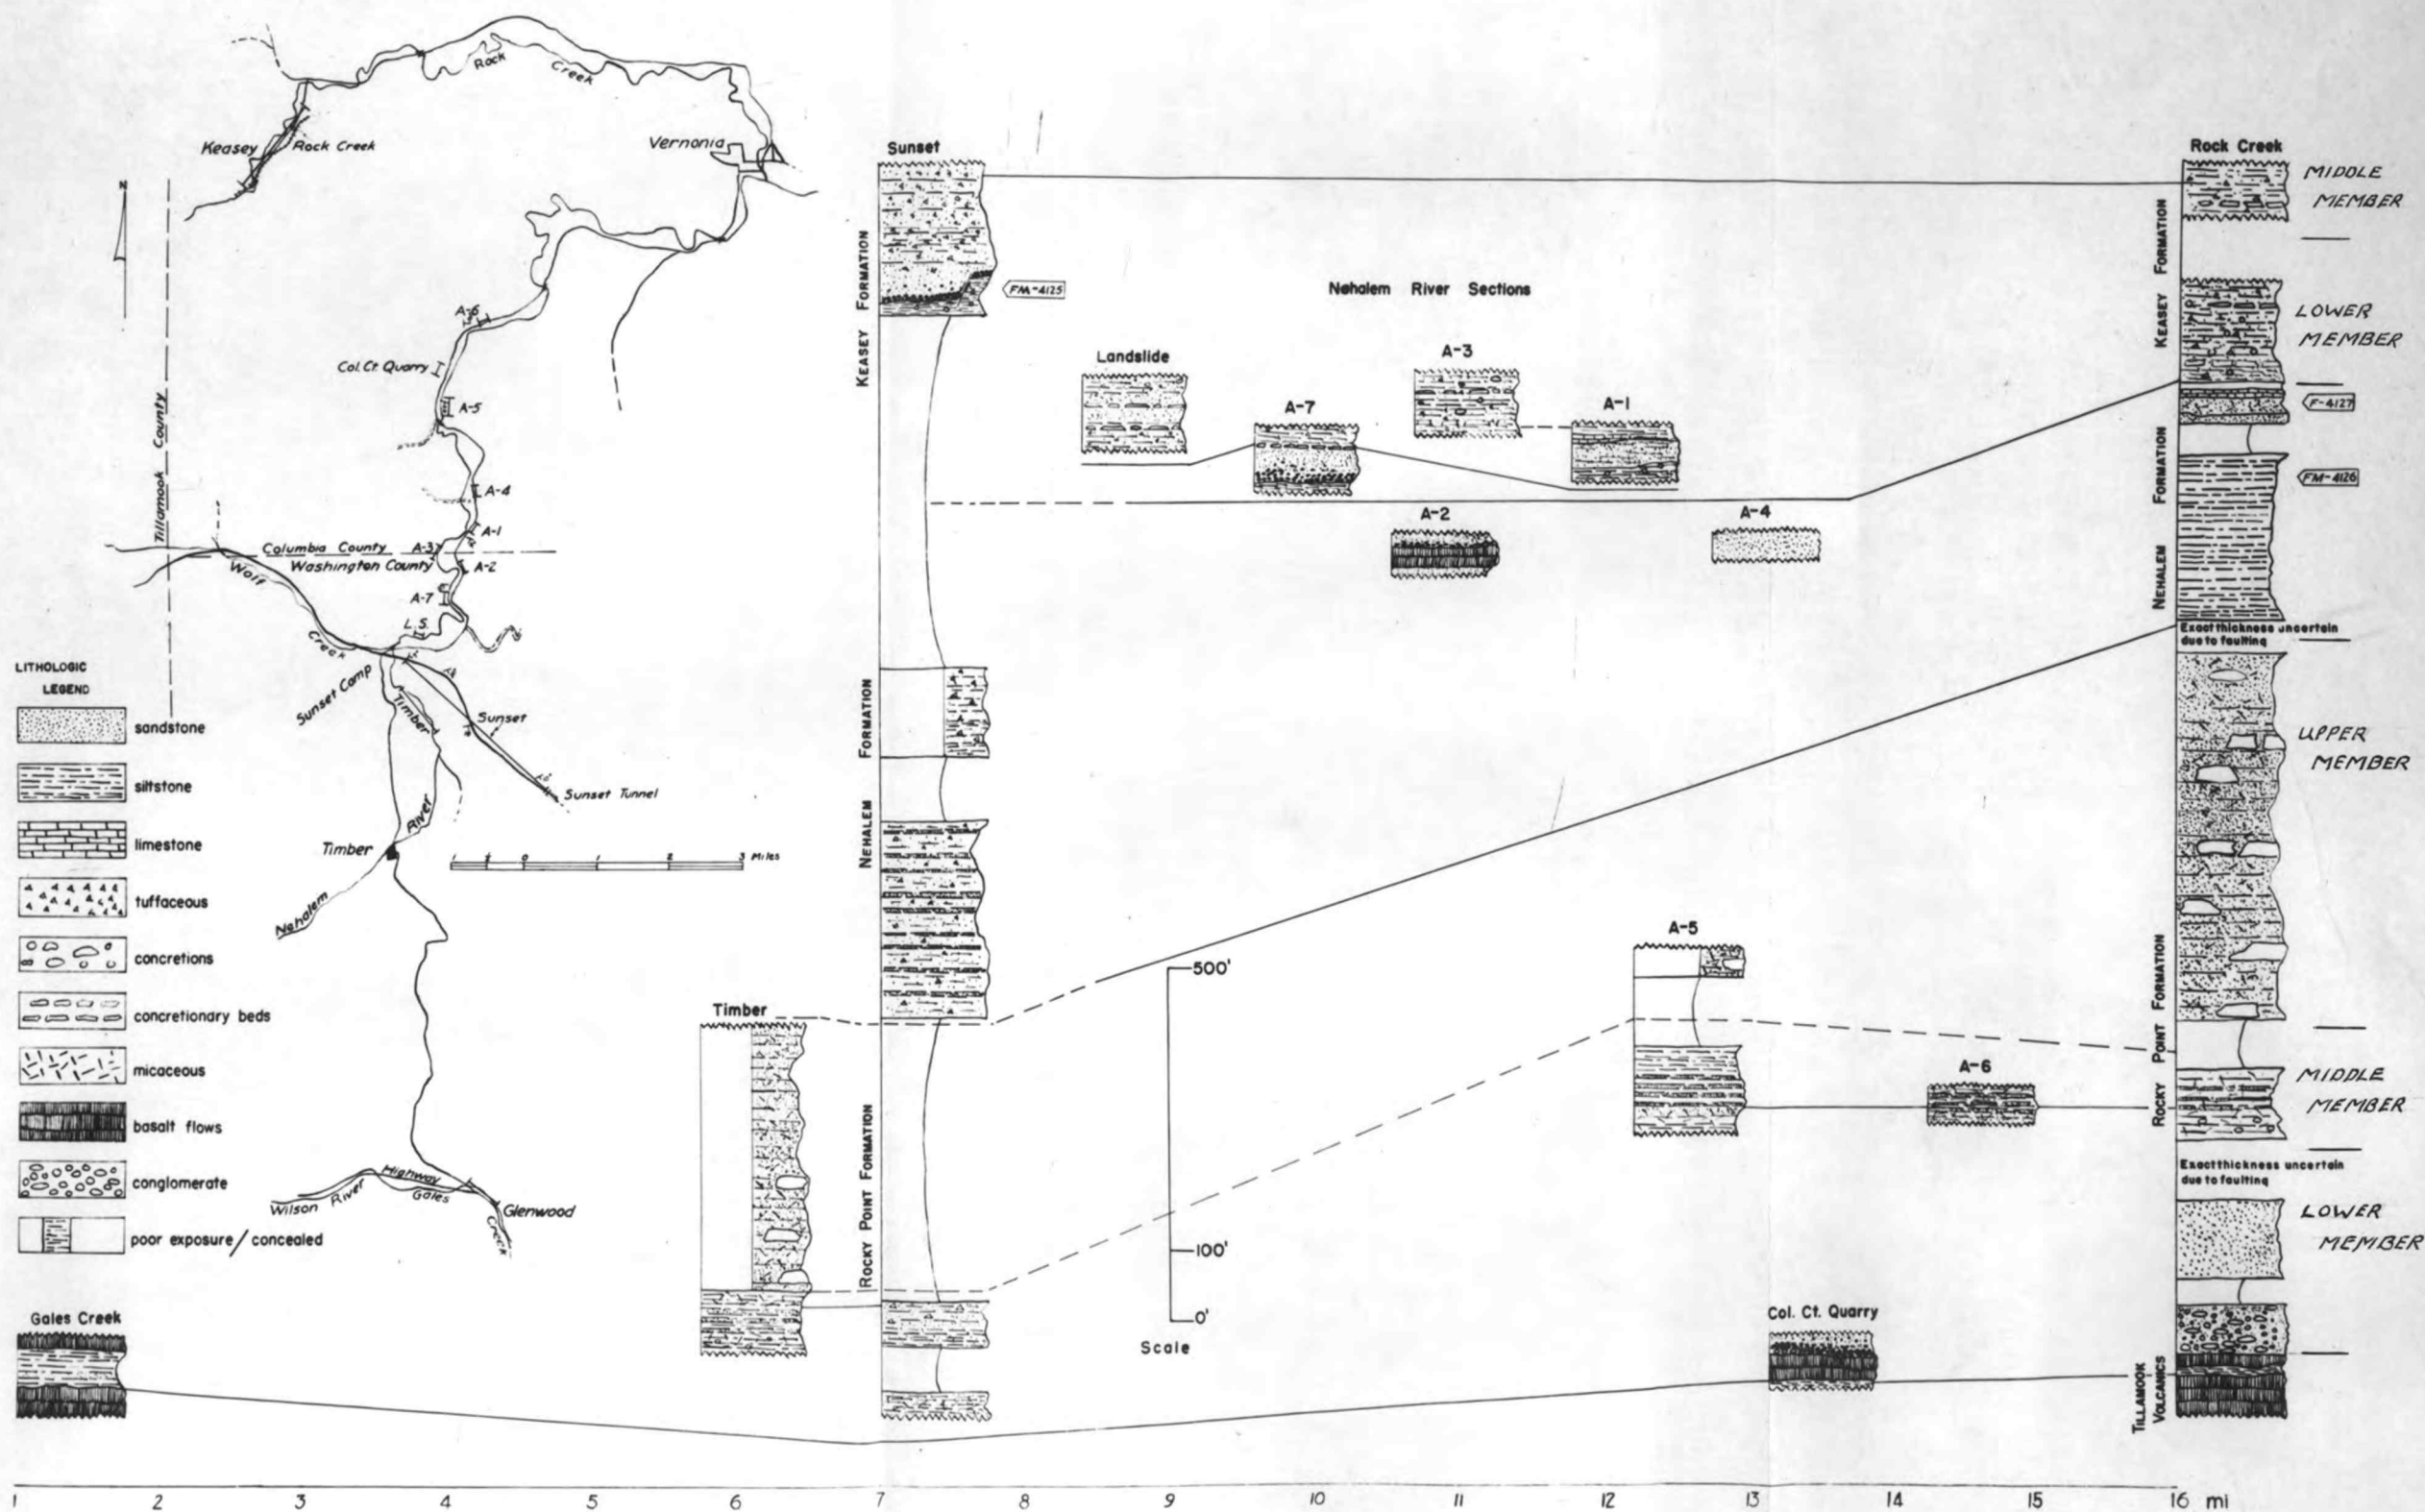 Rock
Creek
Keasey
Rock Creek
Vernonia
N
Tillamook County
A-6
Col. Ct. Quarry
A-5
A-4
A-1
Columbia County
A-3
Washington County
A-2
Wolf
Creek
A-7
L.S.
Sunset Camp
Timber
Sunset
Sunset Tunnel
River
Timber
Nehalem
1 0 1 2 3 Miles
Wilson River
Highway
Gales
Creek
Glenwood
LITHOLOGIC
LEGEND
sandstone
siltstone
limestone
tuffaceous
concretions
concretionary beds
micaceous
basalt flows
conglomerate
poor exposure/concealed
Gales Creek
Timber
Sunset
KEASEY FORMATION
NEHALEM FORMATION
ROCKY POINT FORMATION
FM-4125
Nehalem River Sections
Landslide
A-7
A-3
A-1
A-2
A-4
500'
100'
0'
Scale
A-5
A-6
Col. Ct. Quarry
Rock Creek
KEASEY FORMATION
NEHALEM FORMATION
ROCKY POINT FORMATION
TILLAMOOK
VOLCANICS
MIDDLE
MEMBER
LOWER
MEMBER
F-4127
FM-4126
Exact thickness uncertain
due to faulting
UPPER
MEMBER
MIDDLE
MEMBER
Exact thickness uncertain
due to faulting
LOWER
MEMBER
1 2 3 4 5 6 7 8 9 10 11 12 13 14 15 16 mi